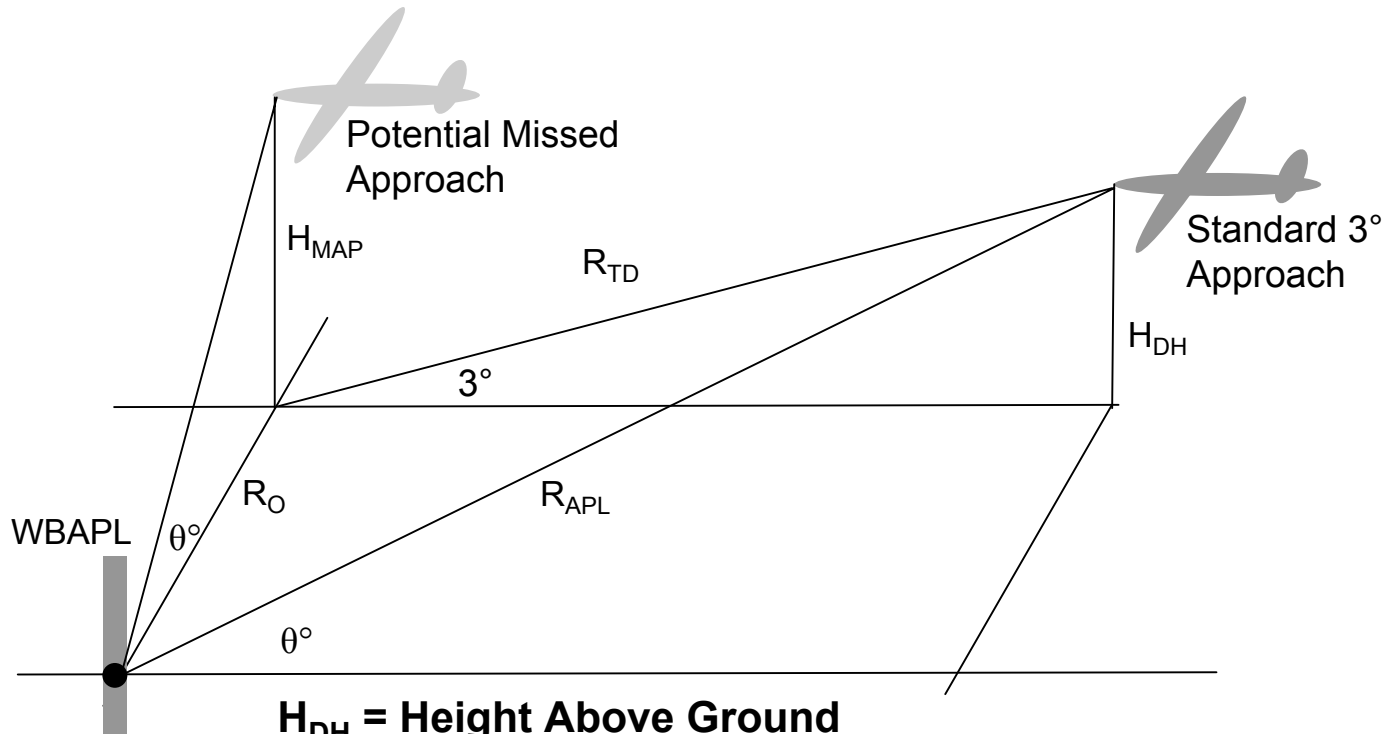 Potential Missed
Approach
Standard 3°
Approach
H_MAP
R_TD
H_DH
3°
R_O
R_APL
WBAPL
θ°
θ°
H_DH = Height Above Ground